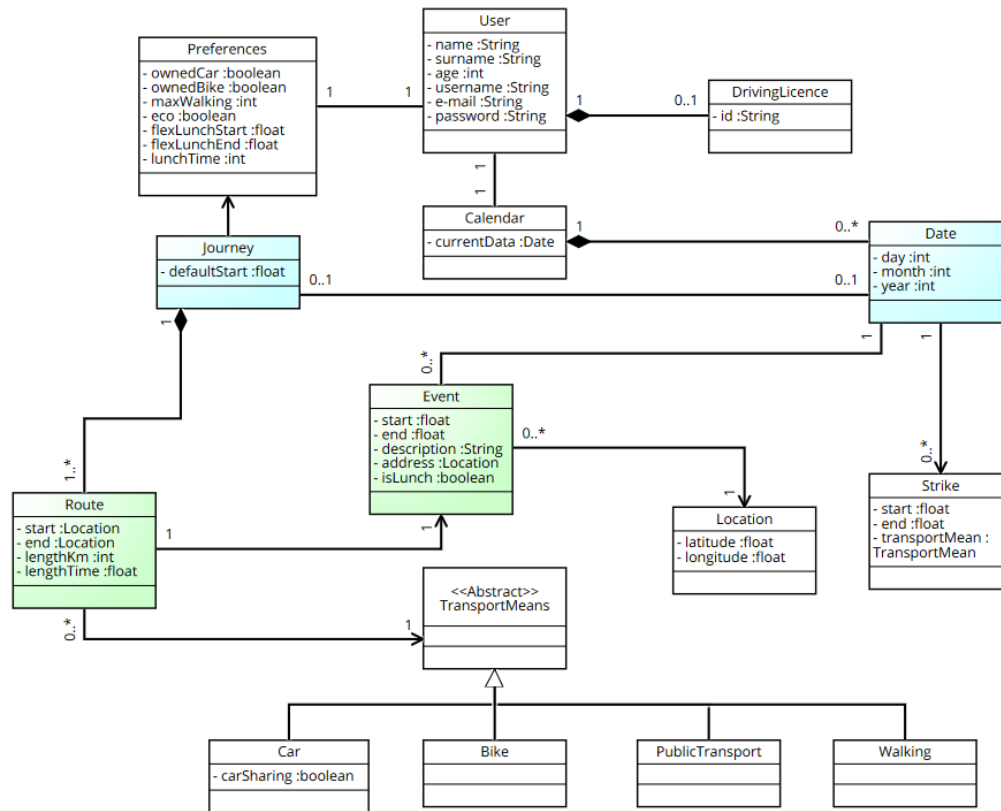 User
- name :String
- surname :String
- age :int
- username :String
- e-mail :String
- password :String
Preferences
- ownedCar :boolean
- ownedBike :boolean
- maxWalking :int
- eco :boolean
- flexLunchStart :float
- flexLunchEnd :float
- lunchTime :int
1
1
1
0..1
DrivingLicence
- id :String
1
1
Calendar
- currentData :Date
1
0..*
Date
- day :int
- month :int
- year :int
Journey
- defaultStart :float
0..1
0..1
1
1..*
0..*
1
1
0..*
Event
- start :float
- end :float
- description :String
- address :Location
- isLunch :boolean
0..*
1
Strike
- start :float
- end :float
- transportMean :
TransportMean
Route
- start :Location
- end :Location
- lengthKm :int
- lengthTime :float
1
1
Location
- latitude :float
- longitude :float
0..*
1
<<Abstract>>
TransportMeans
Car
- carSharing :boolean
Bike
PublicTransport
Walking